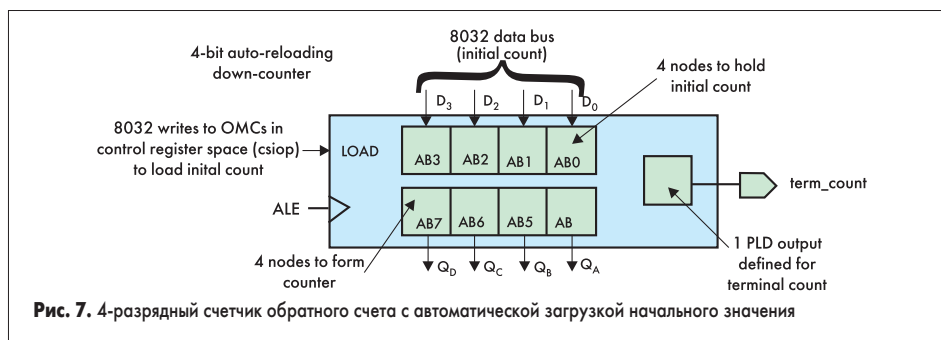 8032 data bus
(initial count)
4-bit auto-reloading
down-counter
4 nodes to hold
initial count
D3
D2
D1
D0
8032 writes to OMCs in
control register space (csiop)
to load inital count
LOAD
AB3
AB2
AB1
AB0
term_count
ALE
AB7
AB6
AB5
AB
1 PLD output
defined for
terminal count
4 nodes to form
counter
QD
QC
QB
QA
Рис. 7. 4-разрядный счетчик обратного счета с автоматической загрузкой начального значения